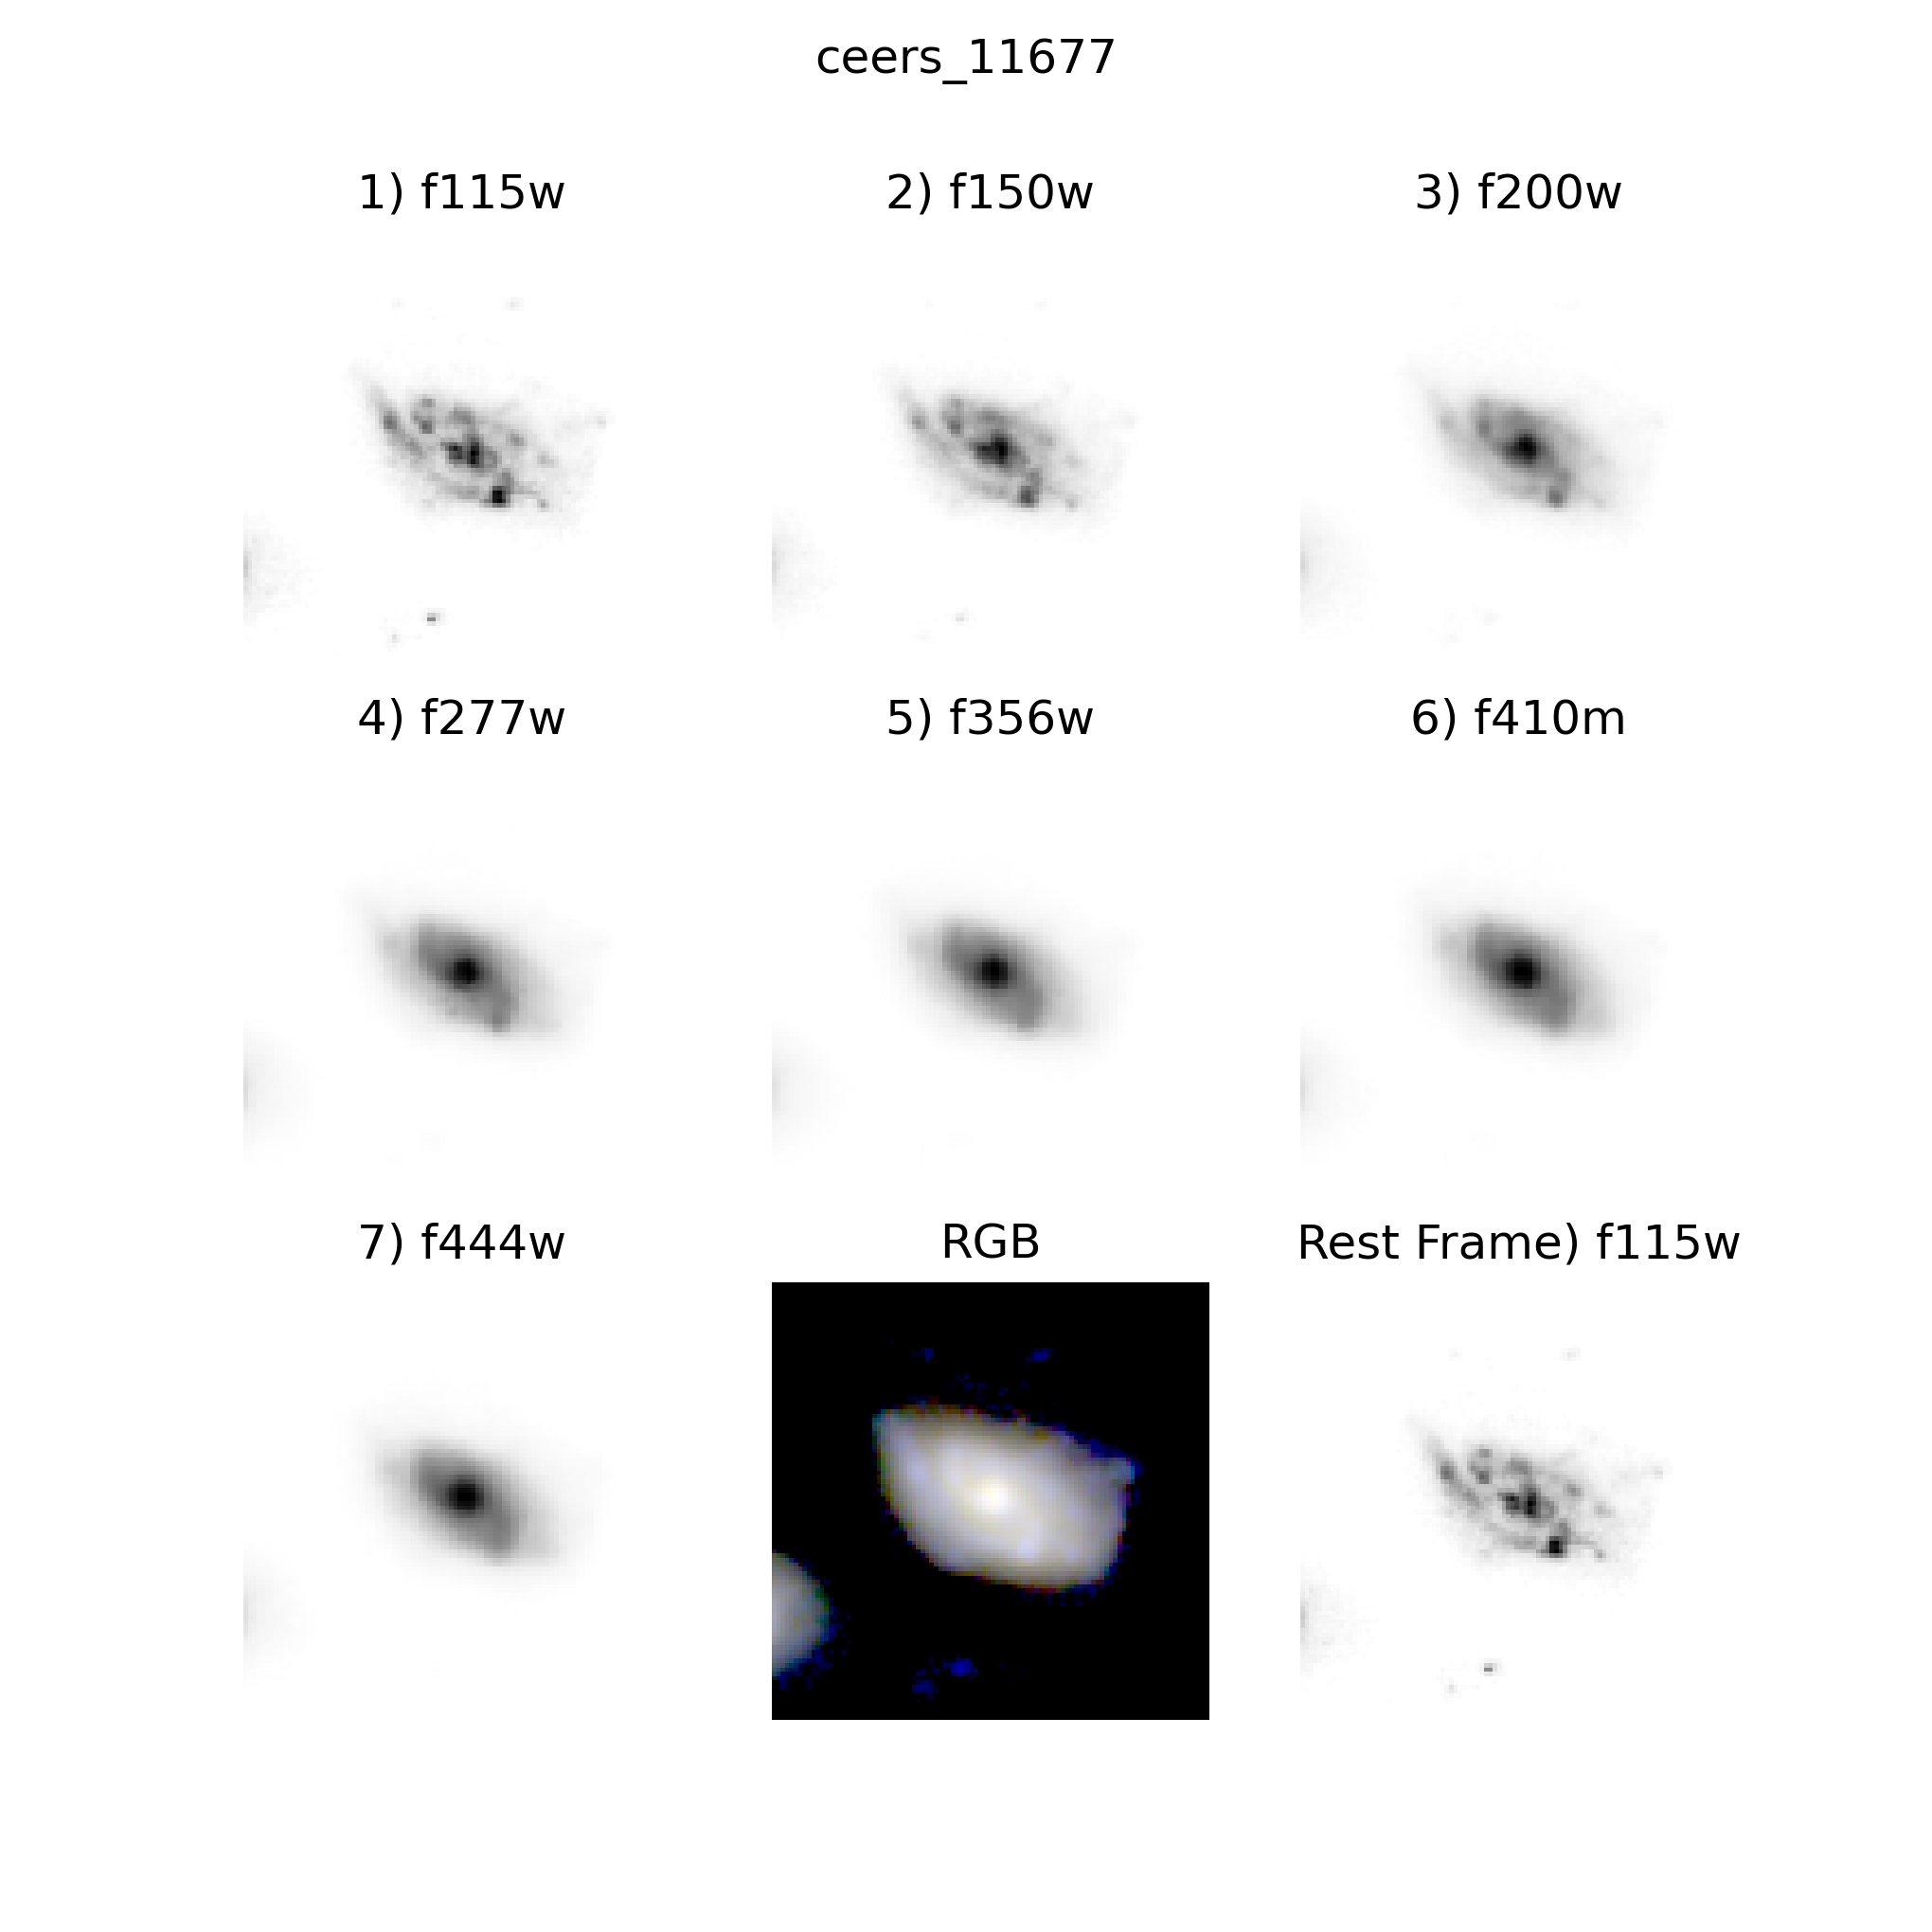 ceers_11677
1) f115w
2) f150w
3) f200w
4) f277w
5) f356w
6) f410m
7) f444w
RGB
Rest Frame) f115w